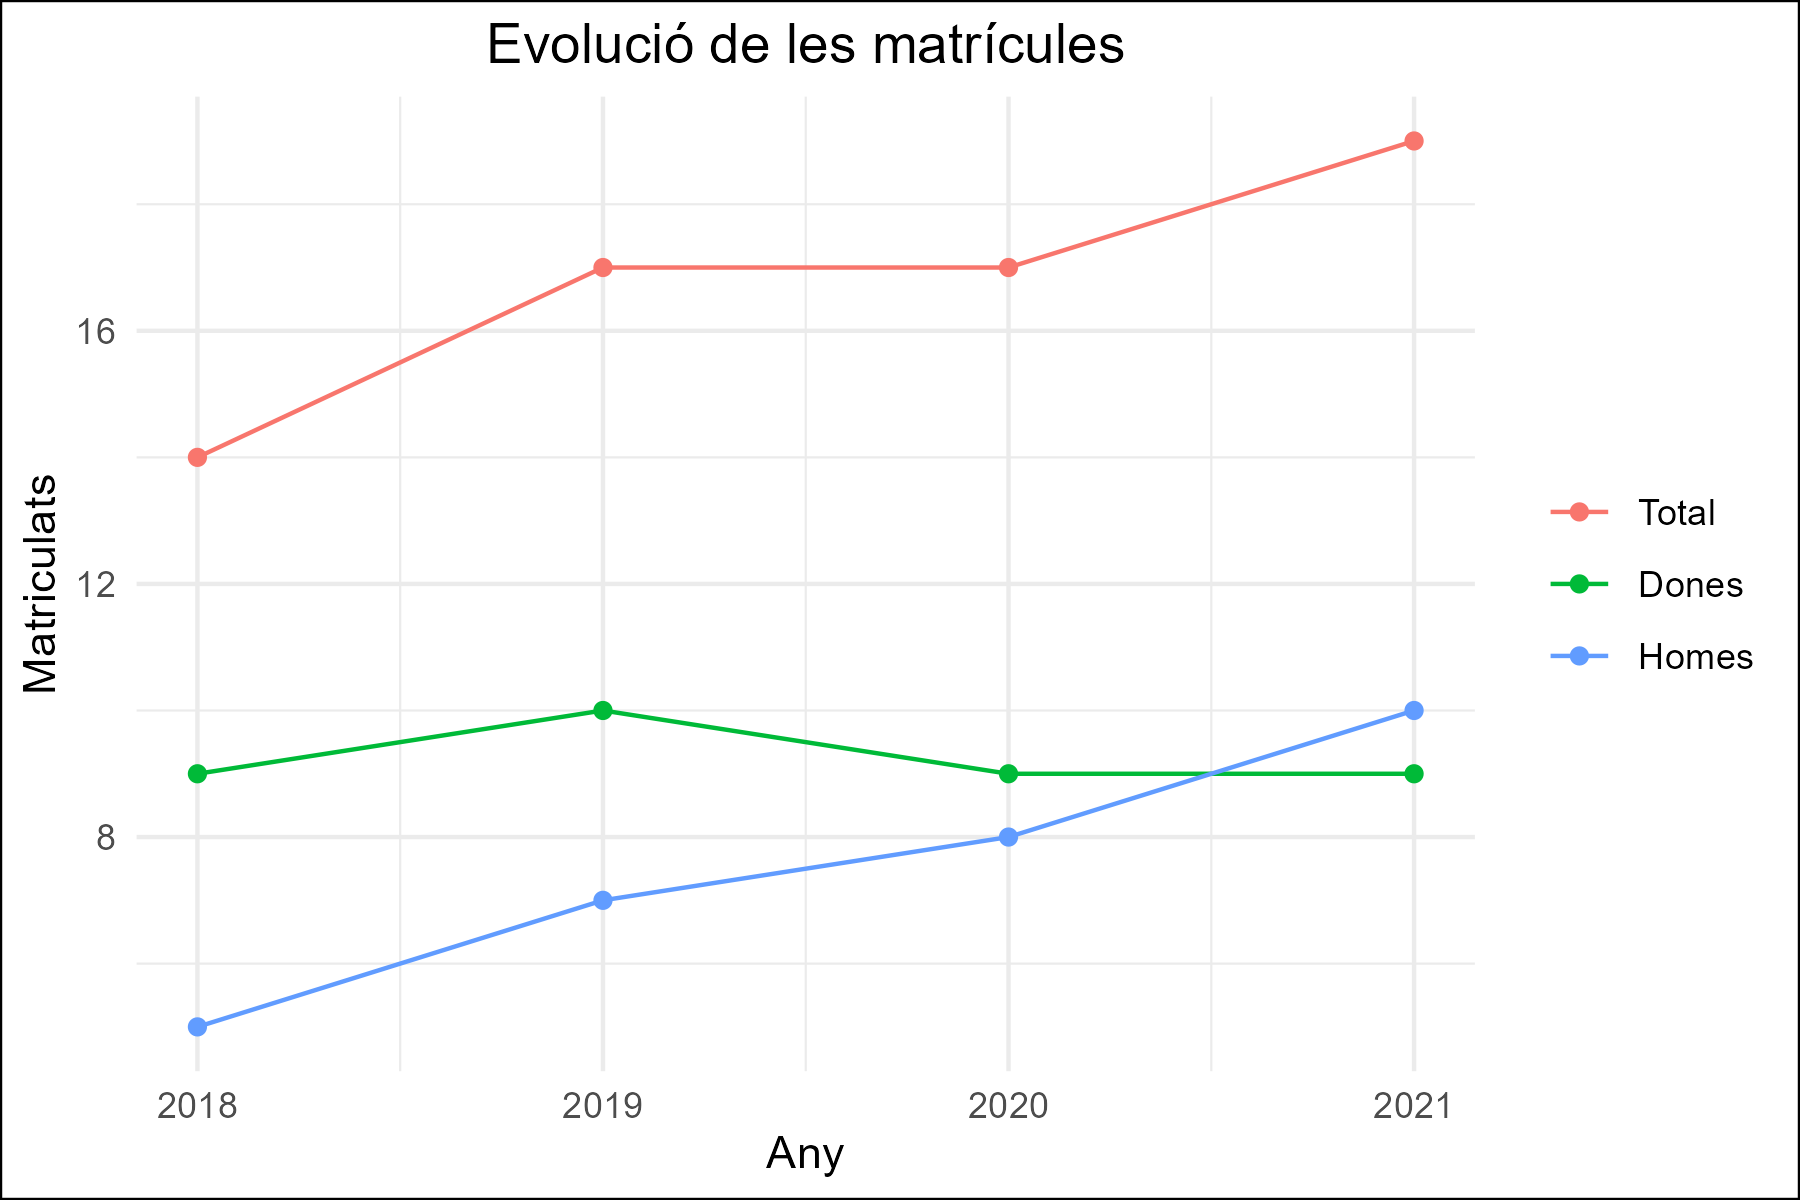 Evolució de les matrícules
Matriculats
16
12
8
2018 2019 2020 2021
Any
Total
Dones
Homes